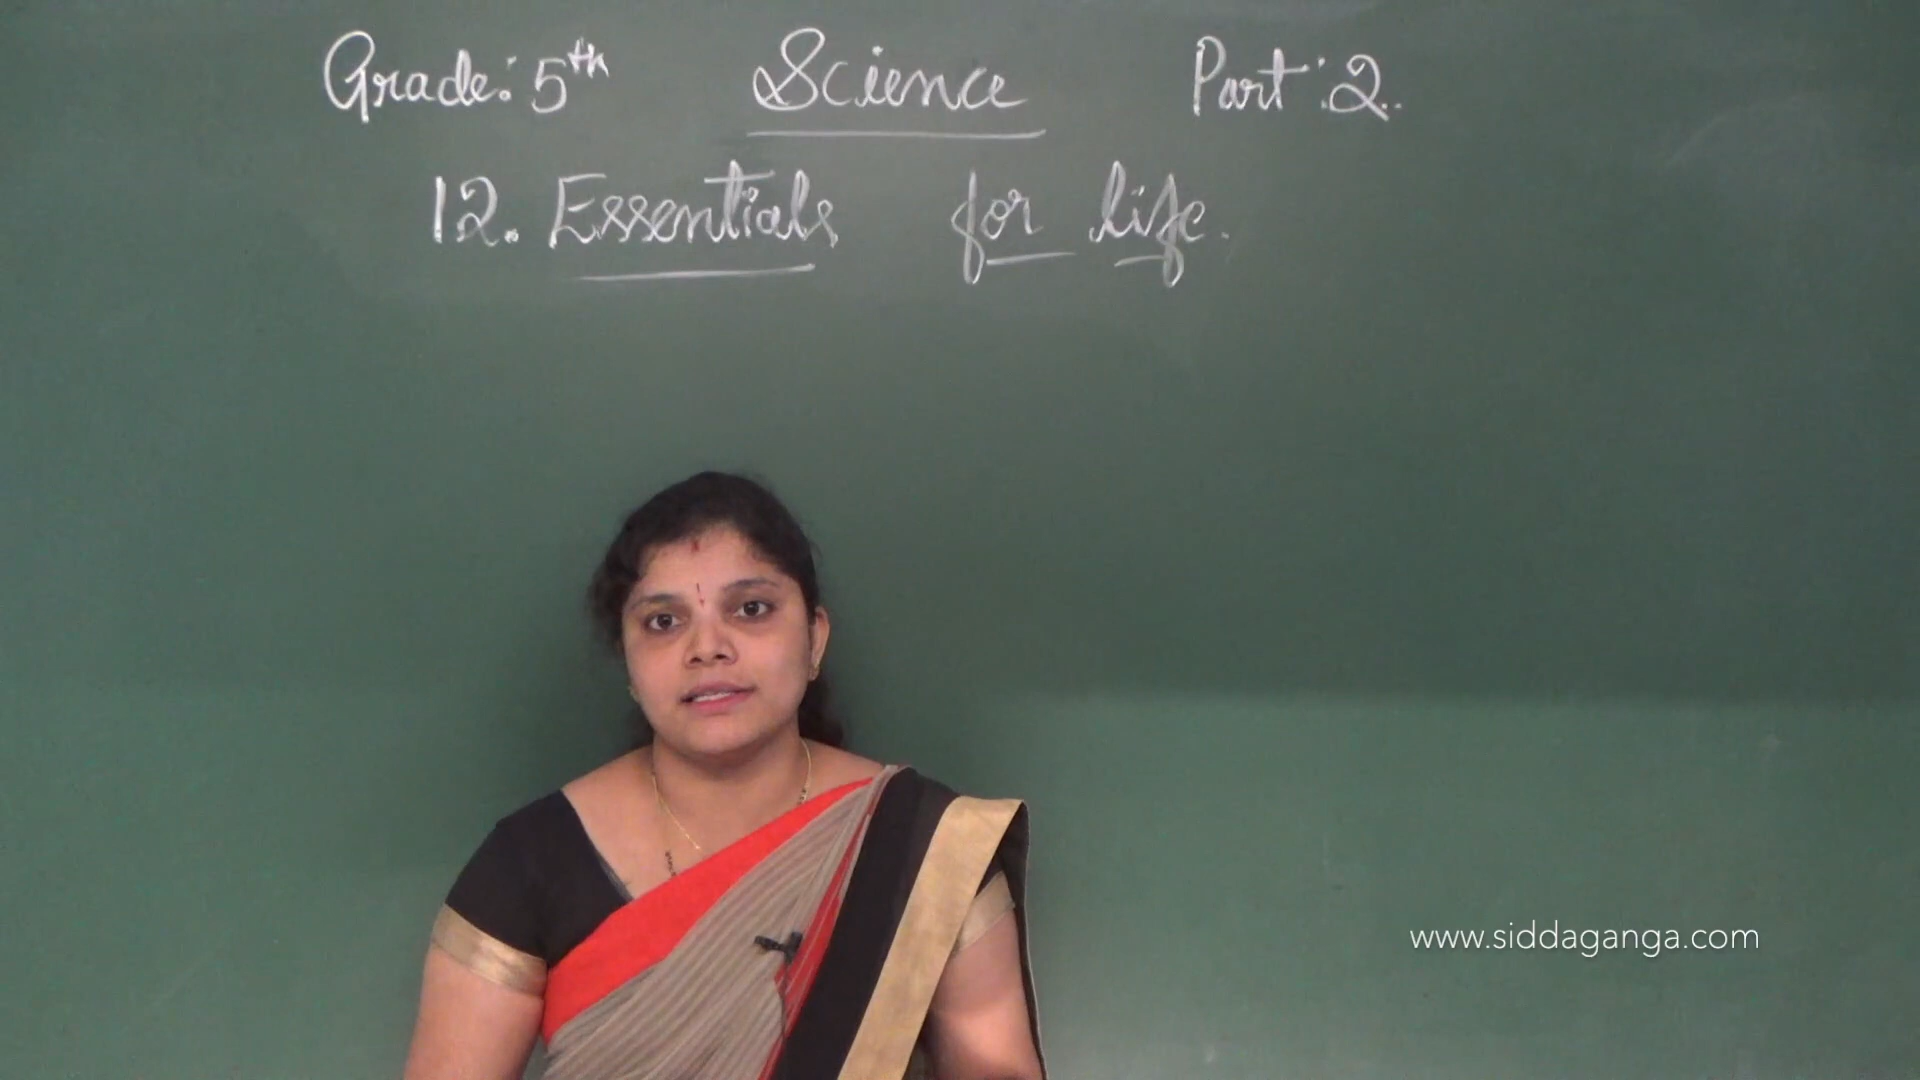 Grade: 5th Science Part: 2.
12. Essentials for life.
www.siddaganga.com